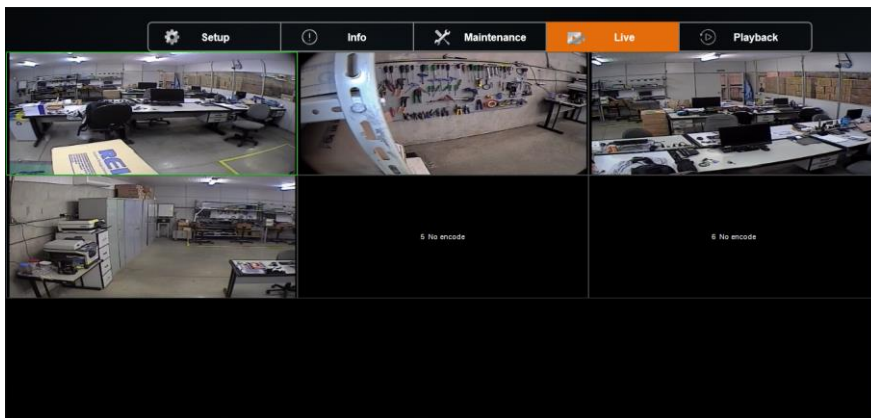 Setup
Info
Maintenance
Live
Playback
5 No encode
6 No encode